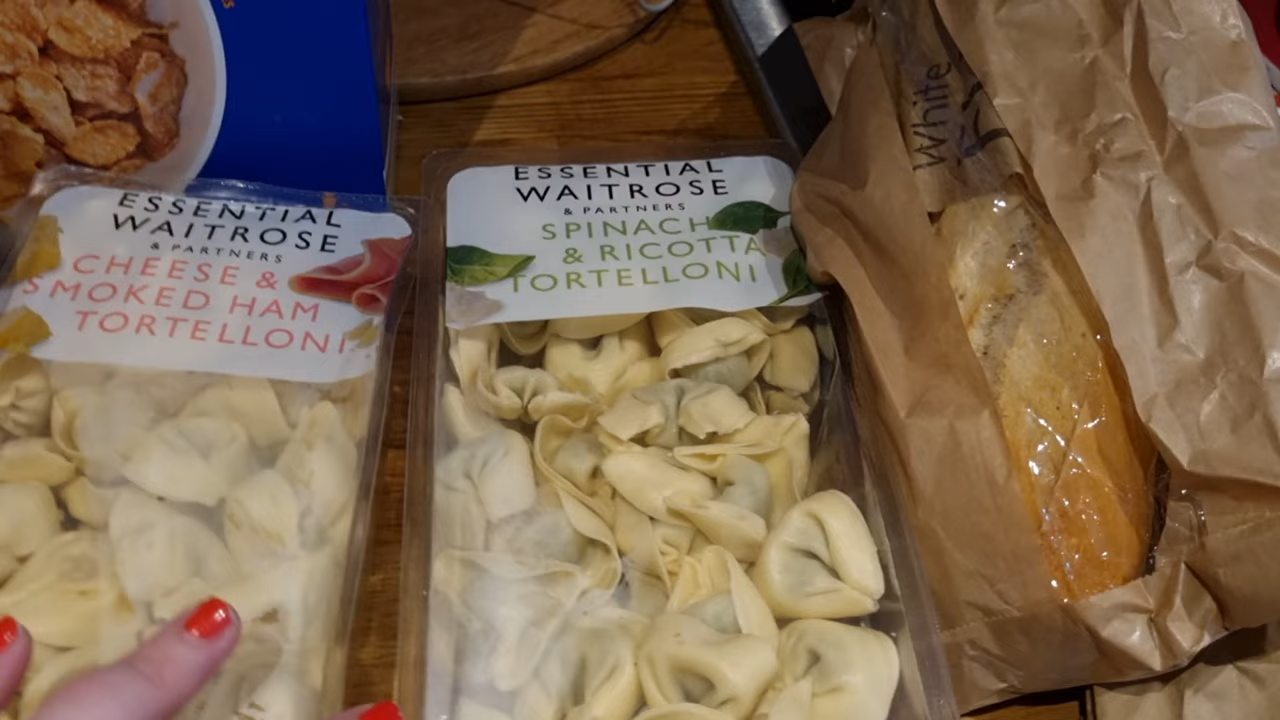 ESSENTIAL
WAITROSE
& PARTNERS
CHEESE &
SMOKED HAM
TORTELLONI
ESSENTIAL
WAITROSE
& PARTNERS
SPINACH
& RICOTTA
TORTELLONI
White